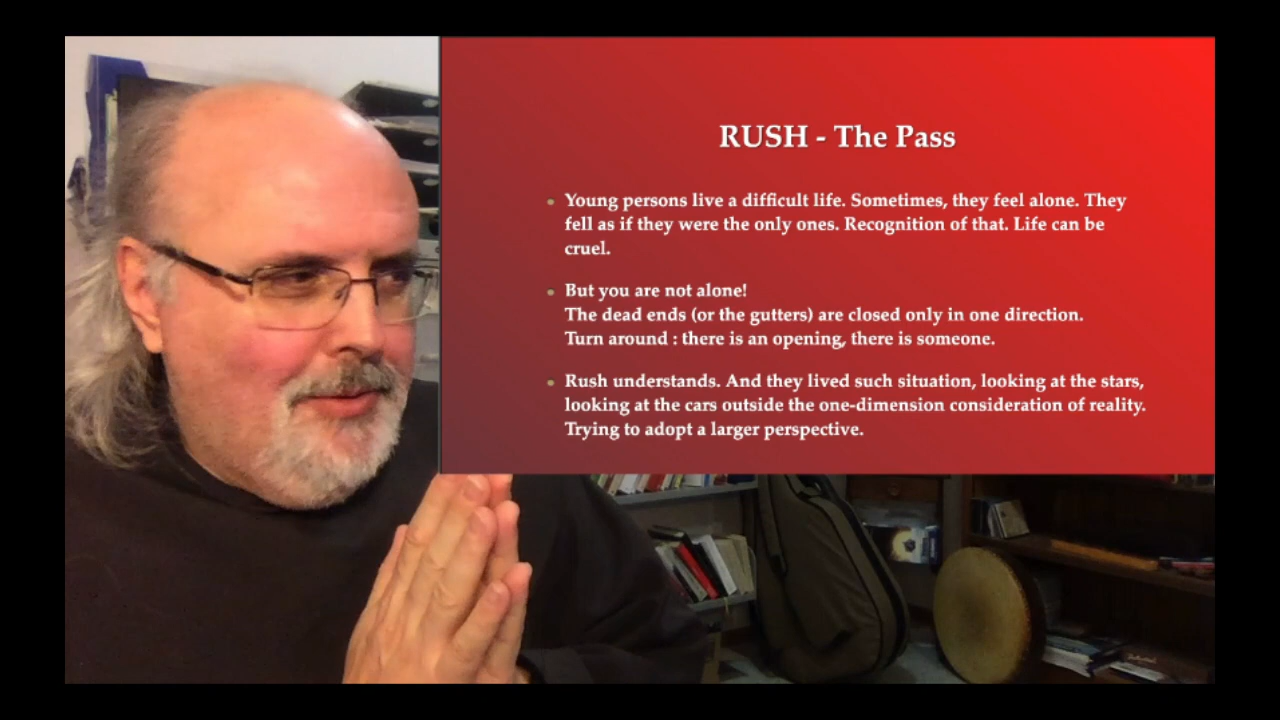 RUSH - The Pass
• Young persons live a difficult life. Sometimes, they feel alone. They
fell as if they were the only ones. Recognition of that. Life can be
cruel.
• But you are not alone!
The dead ends (or the gutters) are closed only in one direction.
Turn around : there is an opening, there is someone.
• Rush understands. And they lived such situation, looking at the stars,
looking at the cars outside the one-dimension consideration of reality.
Trying to adopt a larger perspective.